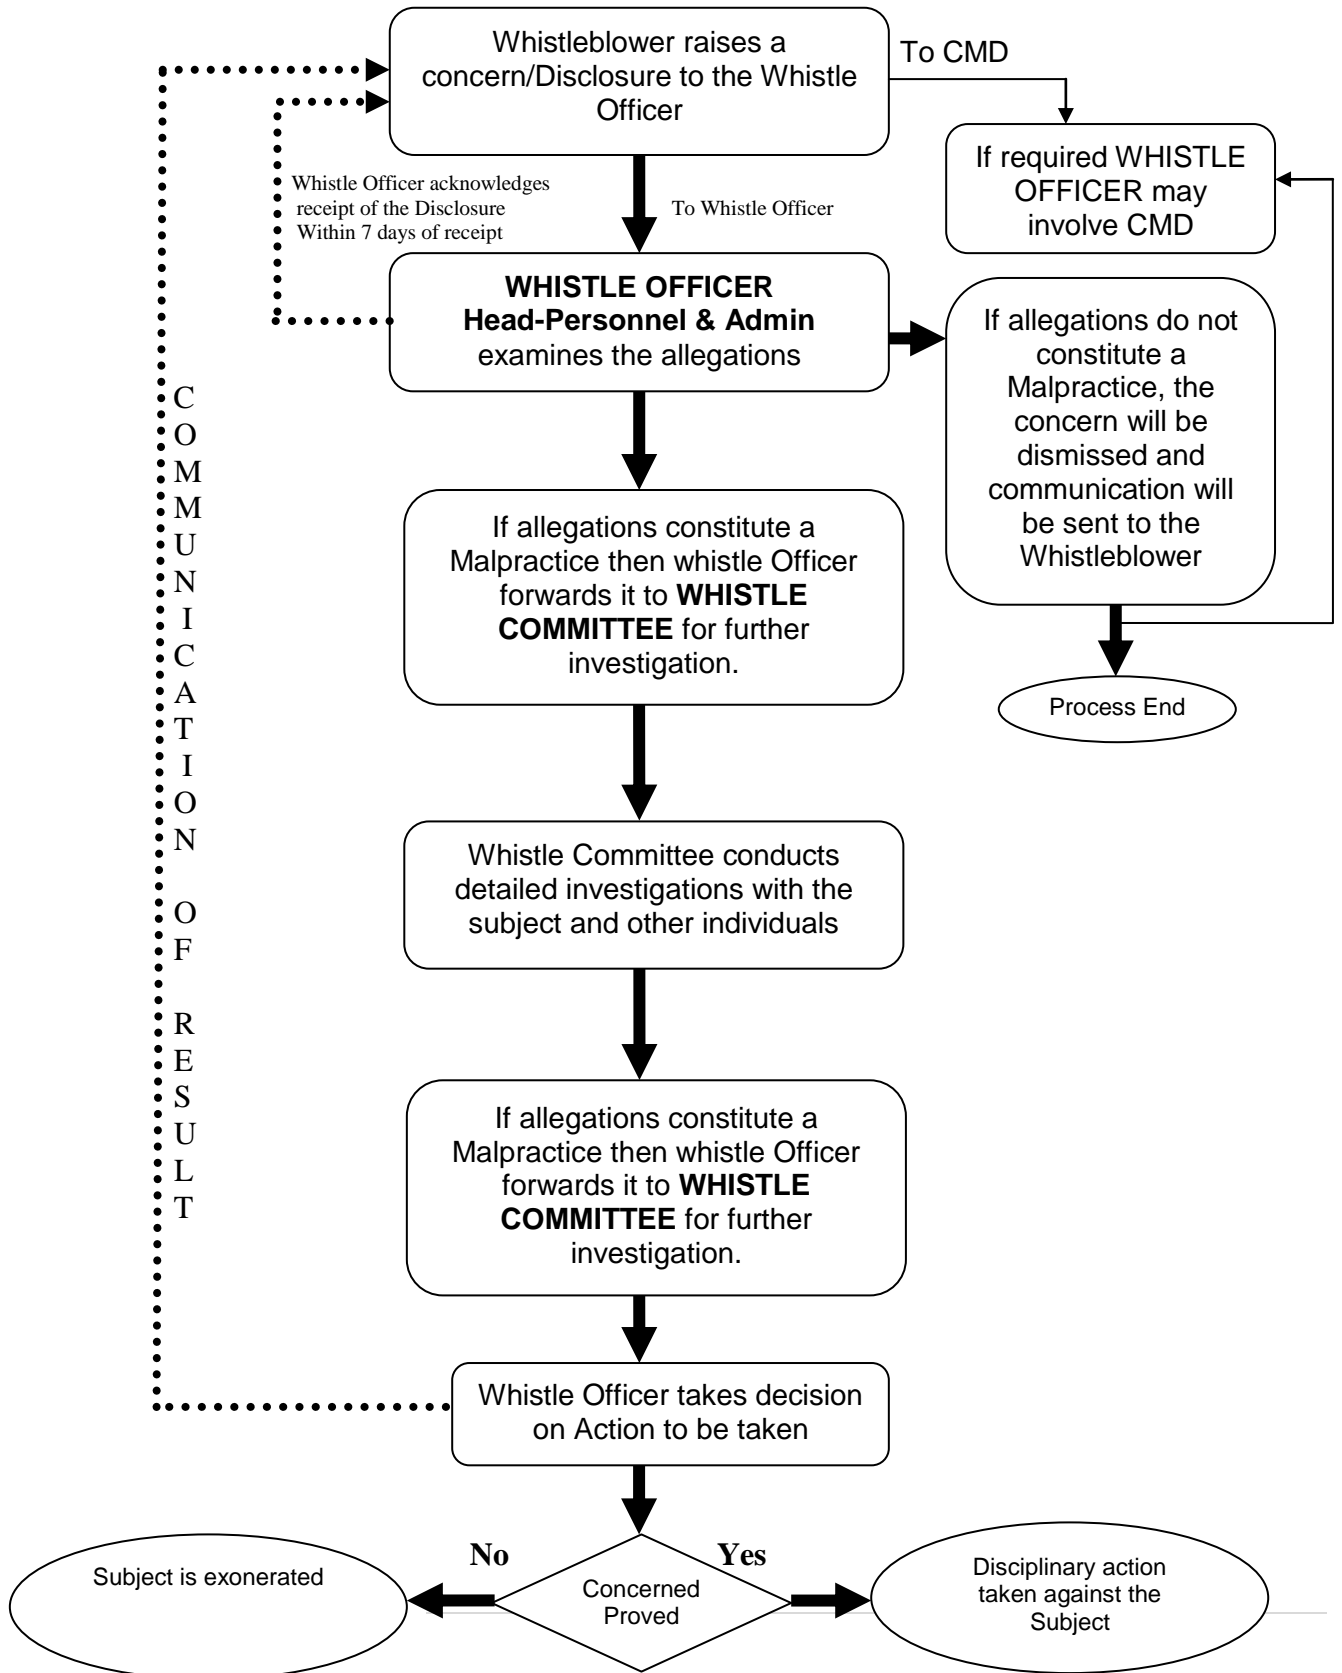 Whistleblower raises a
concern/Disclosure to the Whistle
Officer
To CMD
If required WHISTLE
OFFICER may
involve CMD
Whistle Officer acknowledges
receipt of the Disclosure
Within 7 days of receipt
To Whistle Officer
WHISTLE OFFICER
Head-Personnel & Admin
examines the allegations
If allegations do not
constitute a
Malpractice, the
concern will be
dismissed and
communication will
be sent to the
Whistleblower
Process End
If allegations constitute a
Malpractice then whistle Officer
forwards it to WHISTLE
COMMITTEE for further
investigation.
Whistle Committee conducts
detailed investigations with the
subject and other individuals
If allegations constitute a
Malpractice then whistle Officer
forwards it to WHISTLE
COMMITTEE for further
investigation.
Whistle Officer takes decision
on Action to be taken
COMMUNICATION OF RESULT
No
Yes
Subject is exonerated
Concerned
Proved
Disciplinary action
taken against the
Subject